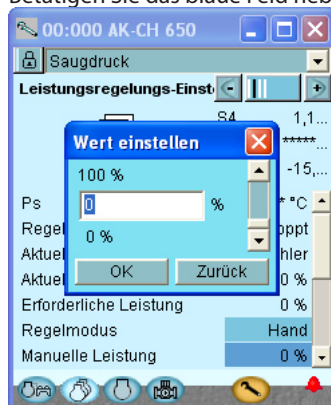 Betätigen Sie das blaue Feld neb
00:000 AK-CH 650
Saugdruck
Leistungsregelungs-Einst
S4 1,1...
Wert einstellen
*****...
100 %
-15,...
Ps * °C
0 %
Regel oppt
0 %
Aktuel hler
OK Zurück
Aktuel 0 %
Erforderliche Leistung 0 %
Regelmodus Hand
Manuelle Leistung 0 %